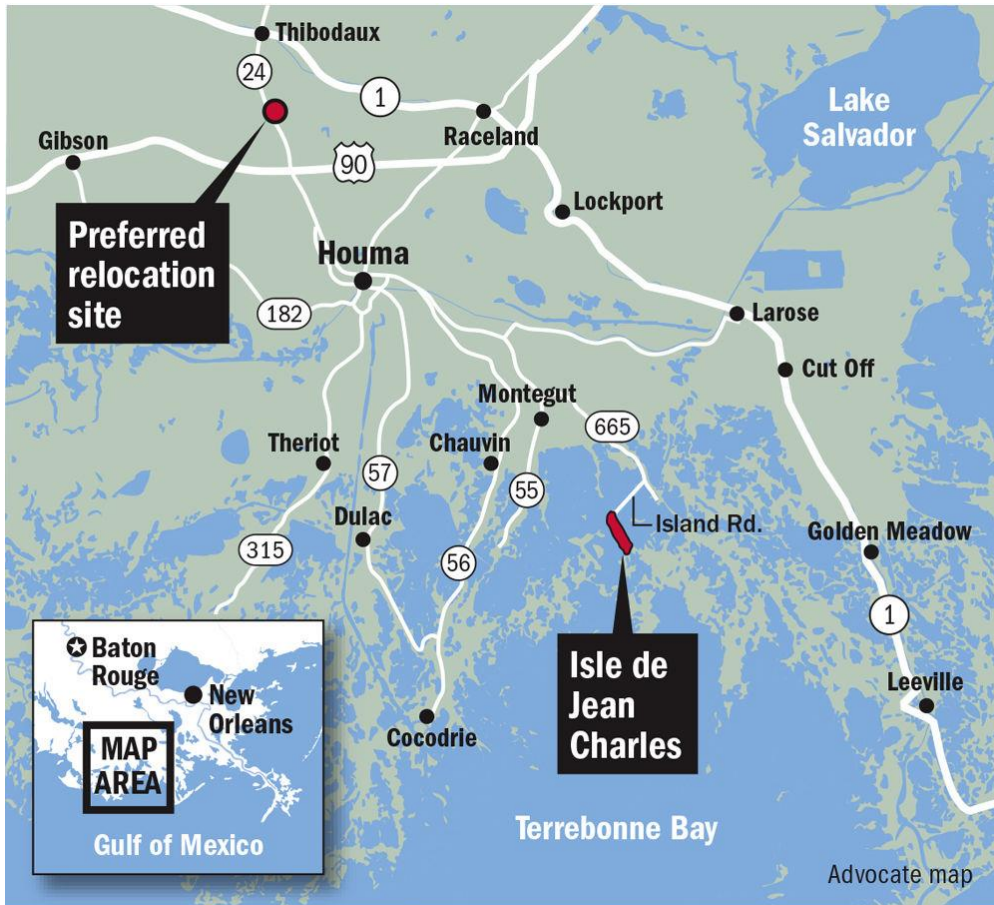 Thibodaux
24
1
Lake
Salvador
Raceland
Gibson
90
Lockport
Preferred
relocation
site
Houma
182
Larose
Cut Off
Montegut
665
Theriot
57
Chauvin
55
Dulac
Island Rd.
315
56
Golden Meadow
1
Isle de
Jean
Charles
Leeville
Cocodrie
Terrebonne Bay
Baton
Rouge
New
Orleans
MAP
AREA
Gulf of Mexico
Advocate map